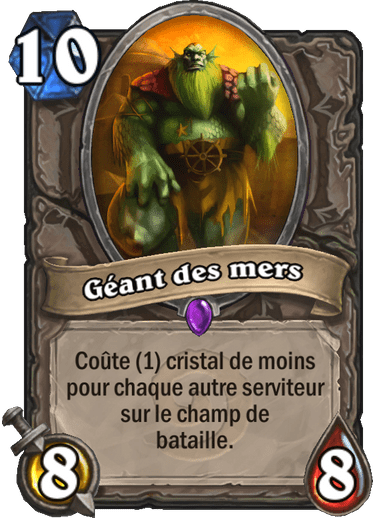 10
Géant des mers
Coûte (1) cristal de moins
pour chaque autre serviteur
sur le champ de
bataille.
8 8